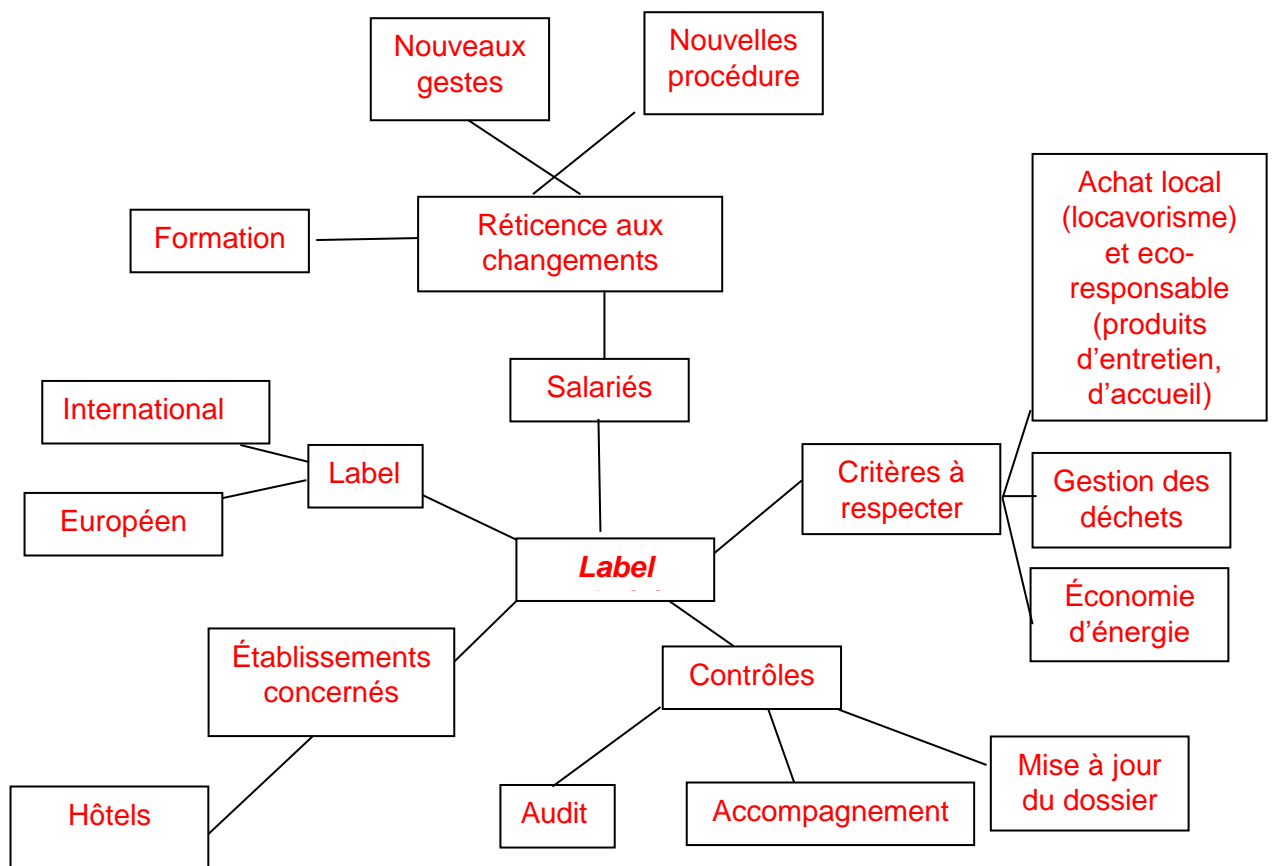 Nouveaux
gestes
Nouvelles
procédure
Formation
Réticence aux
changements
Achat local
(locavorisme)
et eco-
responsable
(produits
d’entretien,
d’accueil)
Salariés
International
Label
Européen
Critères à
respecter
Gestion des
déchets
Label
Économie
d’énergie
Établissements
concernés
Contrôles
Hôtels
Audit
Accompagnement
Mise à jour
du dossier